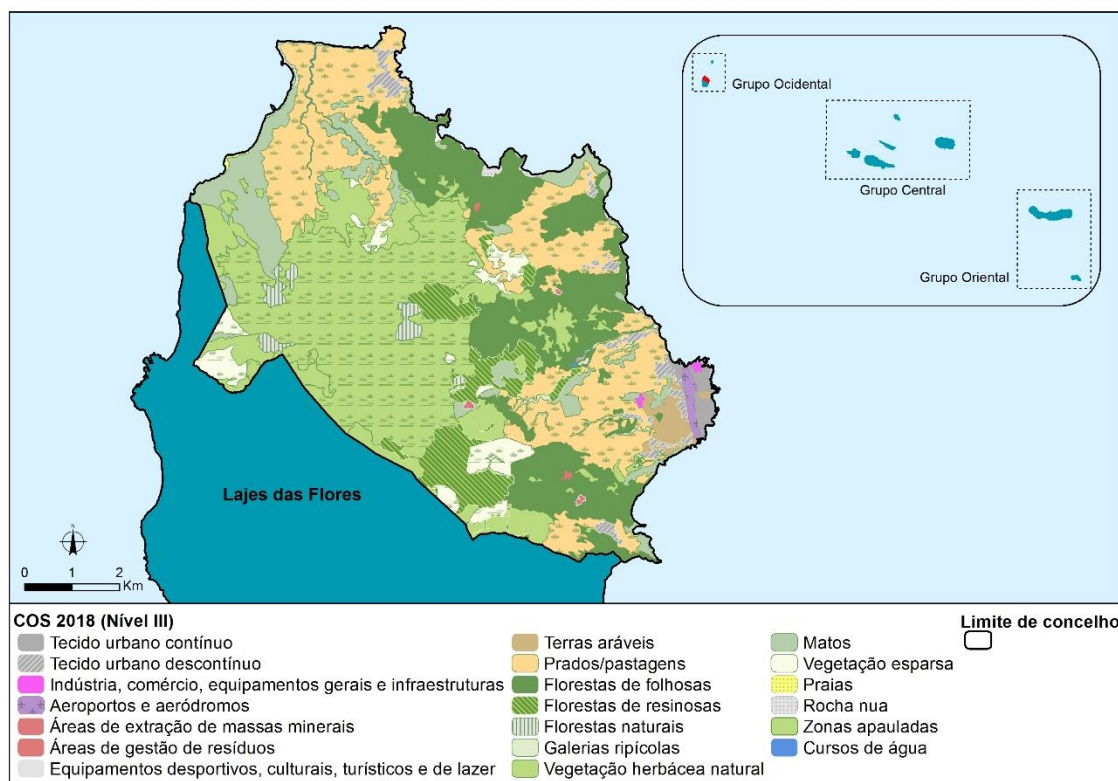 Grupo Ocidental
Grupo Central
Grupo Oriental
Lajes das Flores
N
0 1 2
Km
COS 2018 (Nível III)
Tecido urbano contínuo
Tecido urbano descontínuo
Indústria, comércio, equipamentos gerais e infraestruturas
Aeroportos e aeródromos
Áreas de extração de massas minerais
Áreas de gestão de resíduos
Equipamentos desportivos, culturais, turísticos e de lazer
Terras aráveis
Prados/pastagens
Florestas de folhosas
Florestas de resinosas
Florestas naturais
Galerias ripícolas
Vegetação herbácea natural
Matos
Vegetação esparsa
Praias
Rocha nua
Zonas apauladas
Cursos de água
Limite de concelho